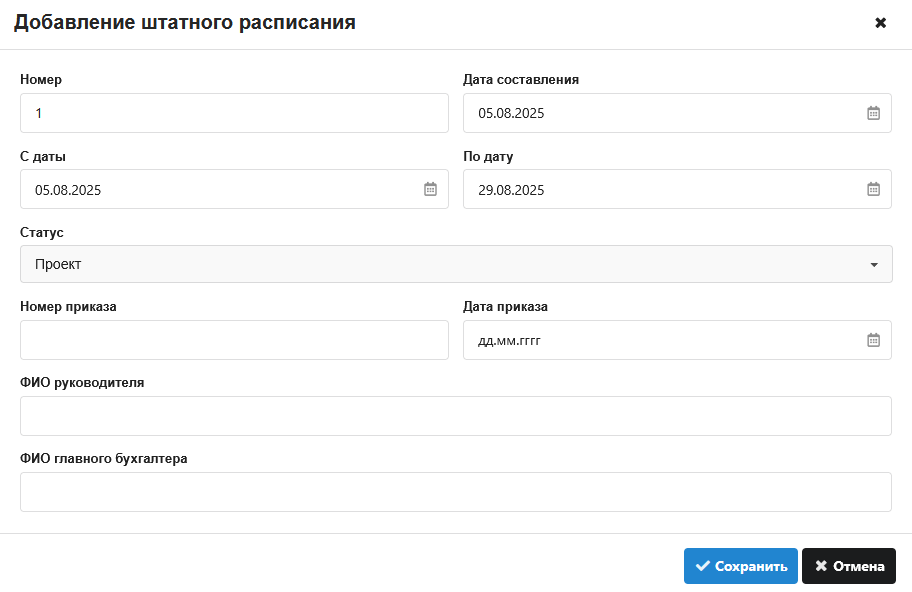 Добавление штатного расписания
Номер
Дата составления
1
05.08.2025
С даты
По дату
05.08.2025
29.08.2025
Статус
Проект
Номер приказа
Дата приказа
дд.мм.гггг
ФИО руководителя
ФИО главного бухгалтера
Сохранить
Отмена